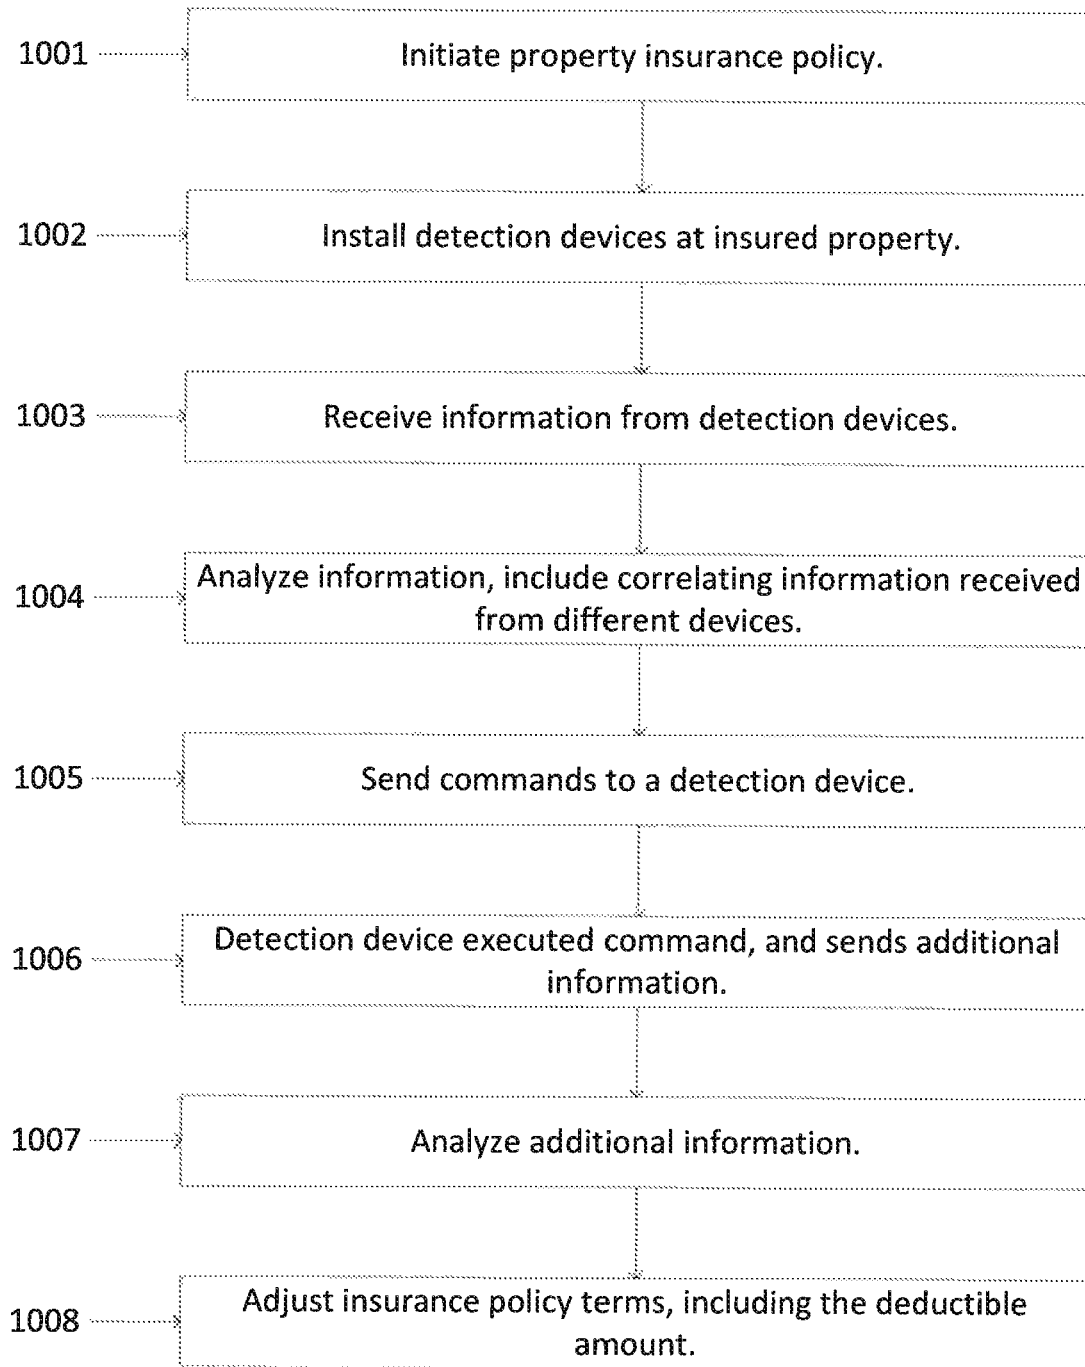 1001
Initiate property insurance policy.
1002
Install detection devices at insured property.
1003
Receive information from detection devices.
1004
Analyze information, include correlating information received
from different devices.
1005
Send commands to a detection device.
1006
Detection device executed command, and sends additional
information.
1007
Analyze additional information.
1008
Adjust insurance policy terms, including the deductible
amount.